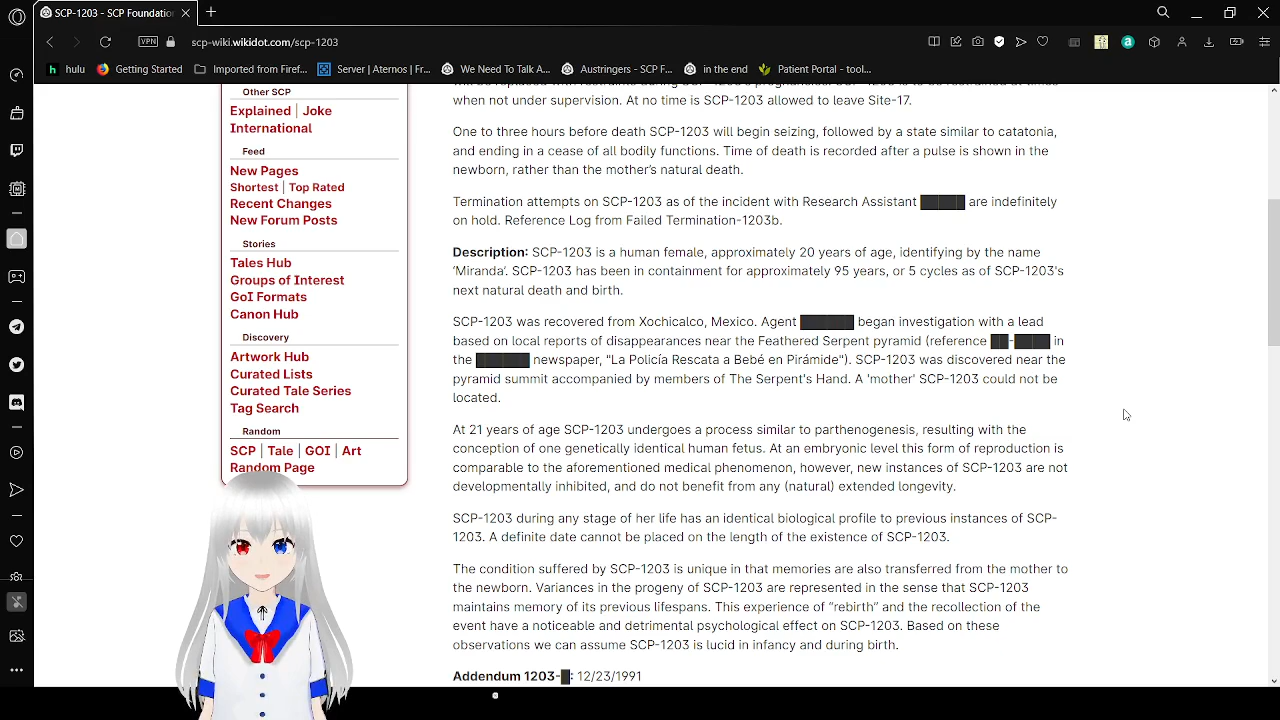 SCP-1203 - SCP Foundation
VPN
scp-wiki.wikidot.com/scp-1203
hulu
Getting Started
Imported from Firef...
Server | Aternos | Fr...
We Need To Talk A...
Austringers - SCP F...
in the end
Patient Portal - tool...
Other SCP
Explained | Joke
International
Feed
New Pages
Shortest | Top Rated
Recent Changes
New Forum Posts
Stories
Tales Hub
Groups of Interest
GoI Formats
Canon Hub
Discovery
Artwork Hub
Curated Lists
Curated Tale Series
Tag Search
Random
SCP | Tale | GOI | Art
Random Page
when not under supervision. At no time is SCP-1203 allowed to leave Site-17.
One to three hours before death SCP-1203 will begin seizing, followed by a state similar to catatonia,
and ending in a cease of all bodily functions. Time of death is recorded after a pulse is shown in the
newborn, rather than the mother's natural death.
Termination attempts on SCP-1203 as of the incident with Research Assistant █████ are indefinitely
on hold. Reference Log from Failed Termination-1203b.
Description: SCP-1203 is a human female, approximately 20 years of age, identifying by the name
‘Miranda’. SCP-1203 has been in containment for approximately 95 years, or 5 cycles as of SCP-1203's
next natural death and birth.
SCP-1203 was recovered from Xochicalco, Mexico. Agent ██████ began investigation with a lead
based on local reports of disappearances near the Feathered Serpent pyramid (reference ██-████ in
the ██████ newspaper, "La Policía Rescata a Bebé en Pirámide"). SCP-1203 was discovered near the
pyramid summit accompanied by members of The Serpent's Hand. A 'mother' SCP-1203 could not be
located.
At 21 years of age SCP-1203 undergoes a process similar to parthenogenesis, resulting with the
conception of one genetically identical human fetus. At an embryonic level this form of reproduction is
comparable to the aforementioned medical phenomenon, however, new instances of SCP-1203 are not
developmentally inhibited, and do not benefit from any (natural) extended longevity.
SCP-1203 during any stage of her life has an identical biological profile to previous instances of SCP-
1203. A definite date cannot be placed on the length of the existence of SCP-1203.
The condition suffered by SCP-1203 is unique in that memories are also transferred from the mother to
the newborn. Variances in the progeny of SCP-1203 are represented in the sense that SCP-1203
maintains memory of its previous lifespans. This experience of “rebirth” and the recollection of the
event have a noticeable and detrimental psychological effect on SCP-1203. Based on these
observations we can assume SCP-1203 is lucid in infancy and during birth.
Addendum 1203-█: 12/23/1991